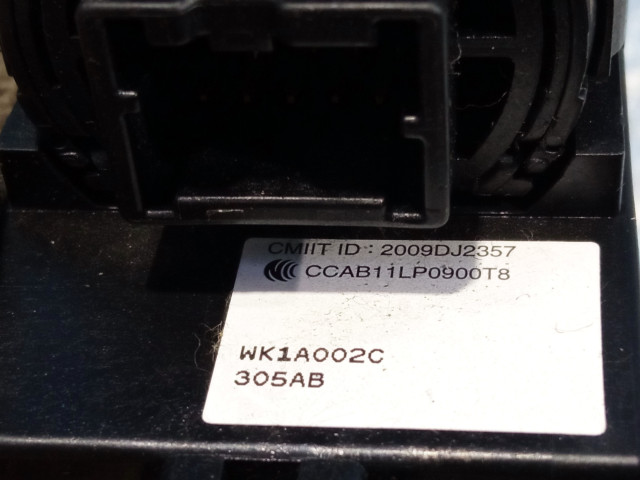 CMIIT ID : 2009DJ2357
CCAB11LP0900T8
WK1A002C
305AB